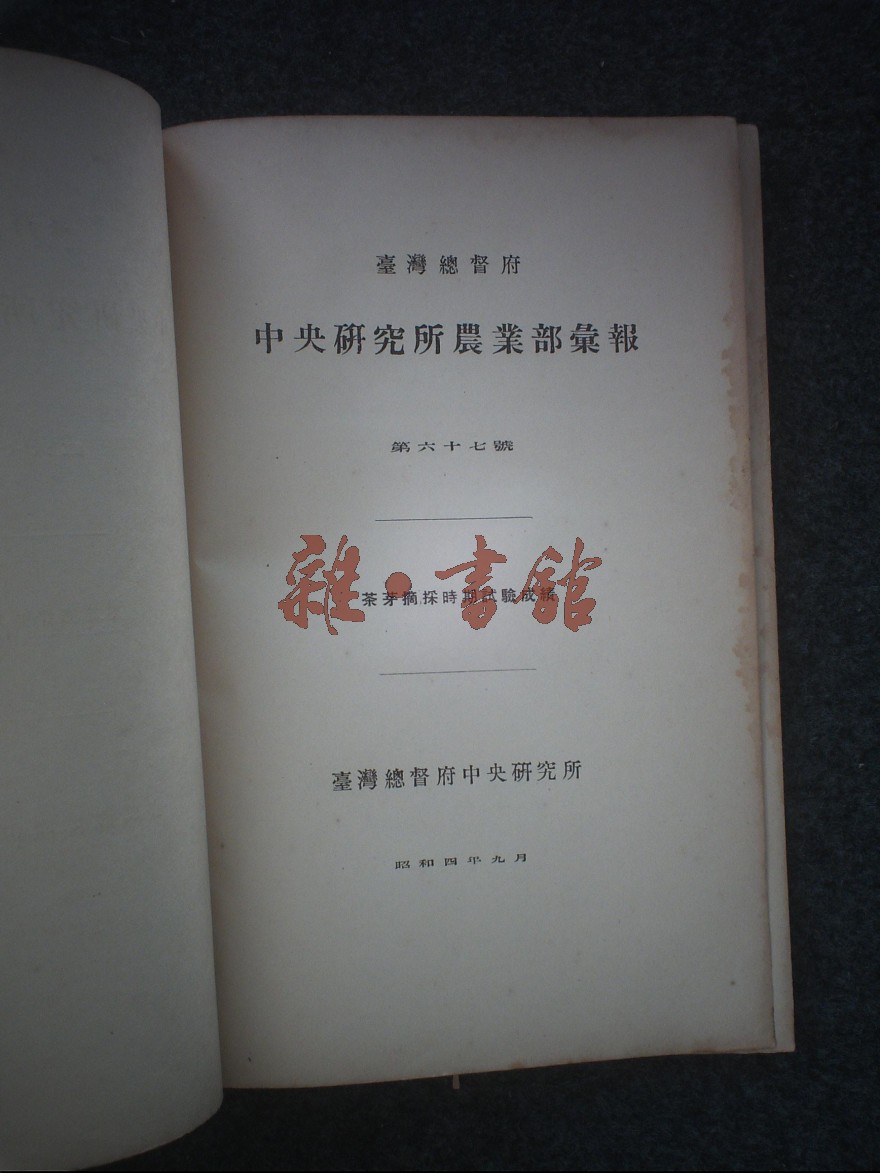 臺灣總督府
中央研究所農業部彙報
第六十七號
雜·書館
茶芽摘採時期試驗成績
臺灣總督府中央研究所
昭和四年九月